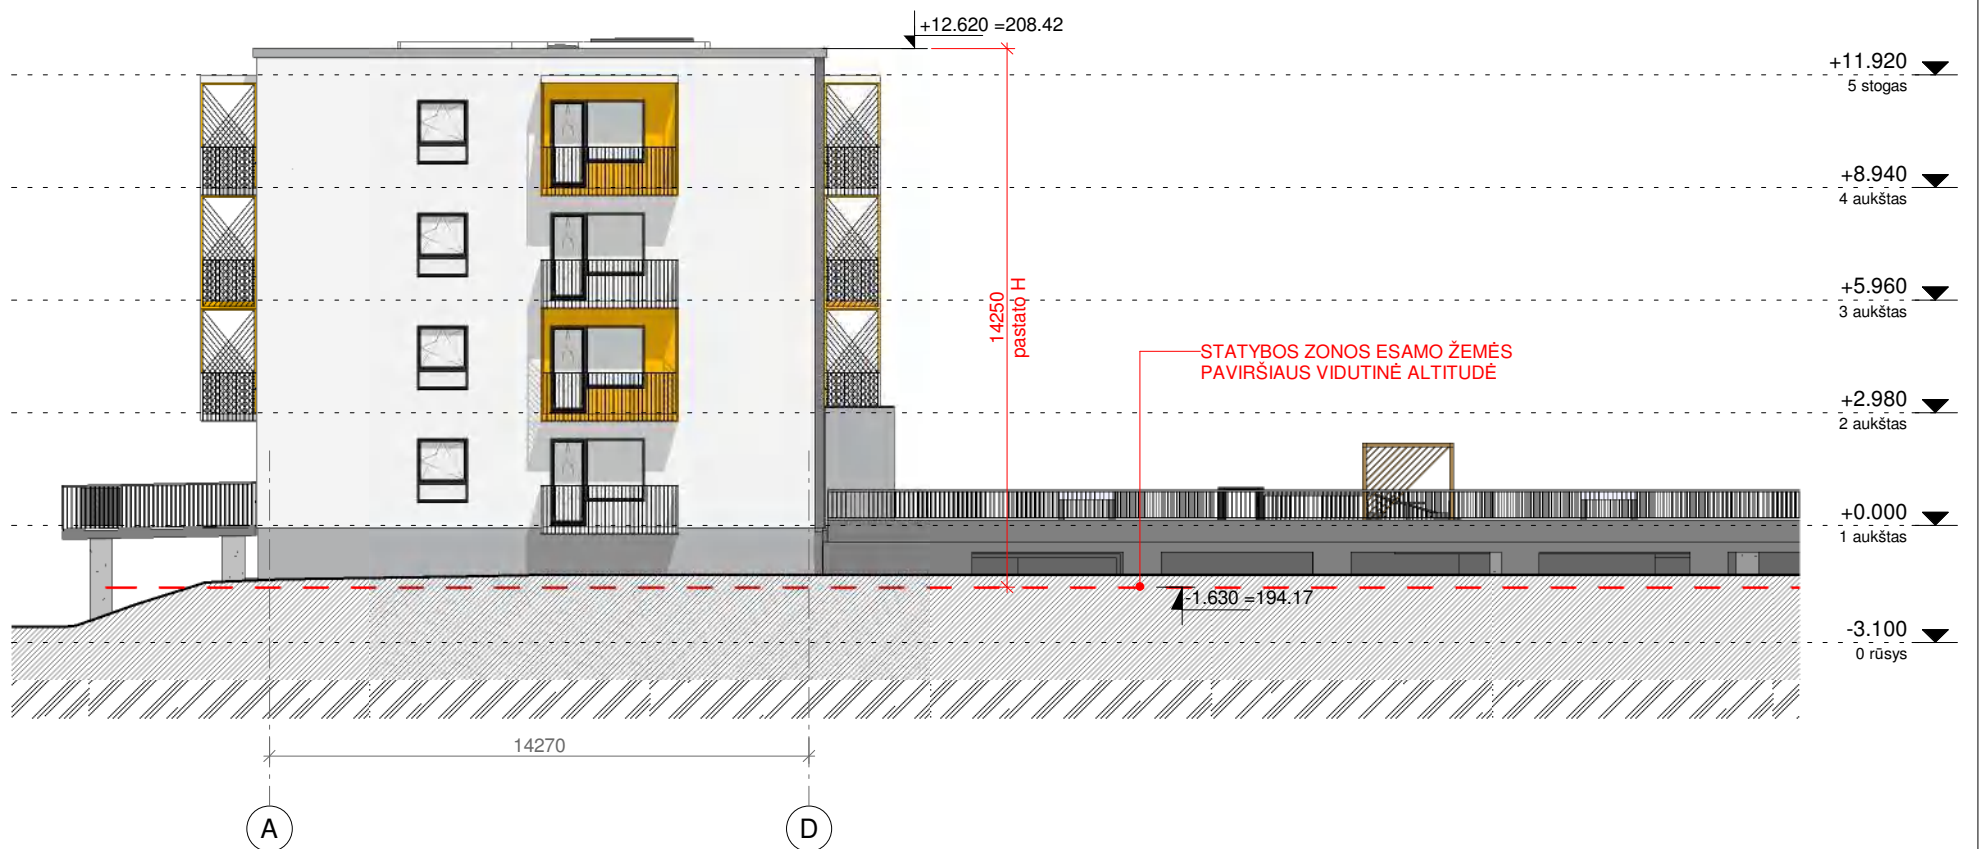 +12.620 =208.42
+11.920
5 stogas
+8.940
4 aukštas
+5.960
3 aukštas
14250
pastato H
STATYBOS ZONOS ESAMO ŽEMĖS
PAVIRŠIAUS VIDUTINĖ ALTITUDĖ
+2.980
2 aukštas
+0.000
1 aukštas
-1.630 =194.17
-3.100
0 rūsys
14270
A
D